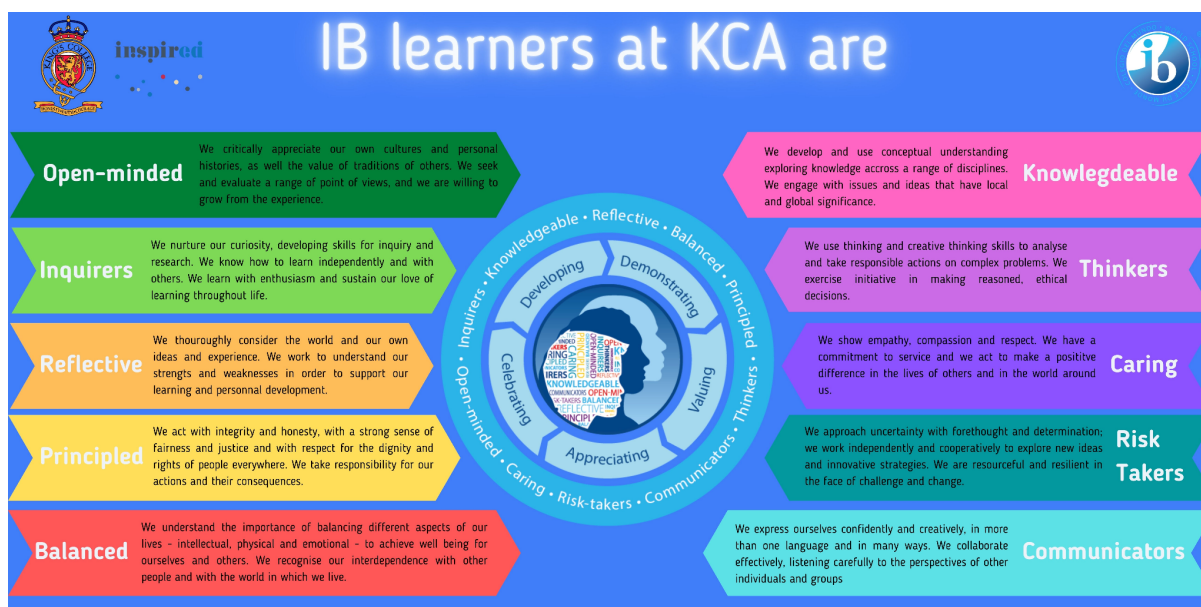 inspired
IB learners at KCA are
ib
KING'S COLLEGE
Open-minded
We critically appreciate our own cultures and personal
histories, as well the value of traditions of others. We seek
and evaluate a range of point of views, and we are willing to
grow from the experience.
Inquirers
We nurture our curiosity, developing skills for inquiry and
research. We know how to learn independently and with
others. We learn with enthusiasm and sustain our love of
learning throughout life.
Reflective
We thouroughly consider the world and our own
ideas and experience. We work to understand our
strengts and weaknesses in order to support our
learning and personnal development.
Principled
We act with integrity and honesty, with a strong sense of
fairness and justice and with respect for the dignity and
rights of people everywhere. We take responsibility for our
actions and their consequences.
Balanced
We understand the importance of balancing different aspects of our
lives - intellectual, physical and emotional - to achieve well being for
ourselves and others. We recognise our interdependence with other
people and with the world in which we live.
Open-minded • Inquirers • Knowledgeable • Reflective • Balanced • Principled •
Thinkers • Communicators • Risk-takers • Caring •
Developing
Demonstrating
Valuing
Appreciating
Celebrating
KNOWLEDGEABLE
COMMUNICATORS OPEN-MI
SK-TAKERS BALANCED
REFLECTIVE
PRINCIPL
Knowlegdeable
We develop and use conceptual understanding
exploring knowledge accross a range of disciplines.
We engage with issues and ideas that have local
and global significance.
Thinkers
We use thinking and creative thinking skills to analyse
and take responsible actions on complex problems. We
exercise initiative in making reasoned, ethical
decisions.
Caring
We show empathy, compassion and respect. We have a
commitment to service and we act to make a posititve
difference in the lives of others and in the world around
us.
Risk
Takers
We approach uncertainty with forethought and determination;
we work independently and cooperatively to explore new ideas
and innovative strategies. We are resourceful and resilient in
the face of challenge and change.
Communicators
We express ourselves confidently and creatively, in more
than one language and in many ways. We collaborate
effectively, listening carefully to the perspectives of other
individuals and groups